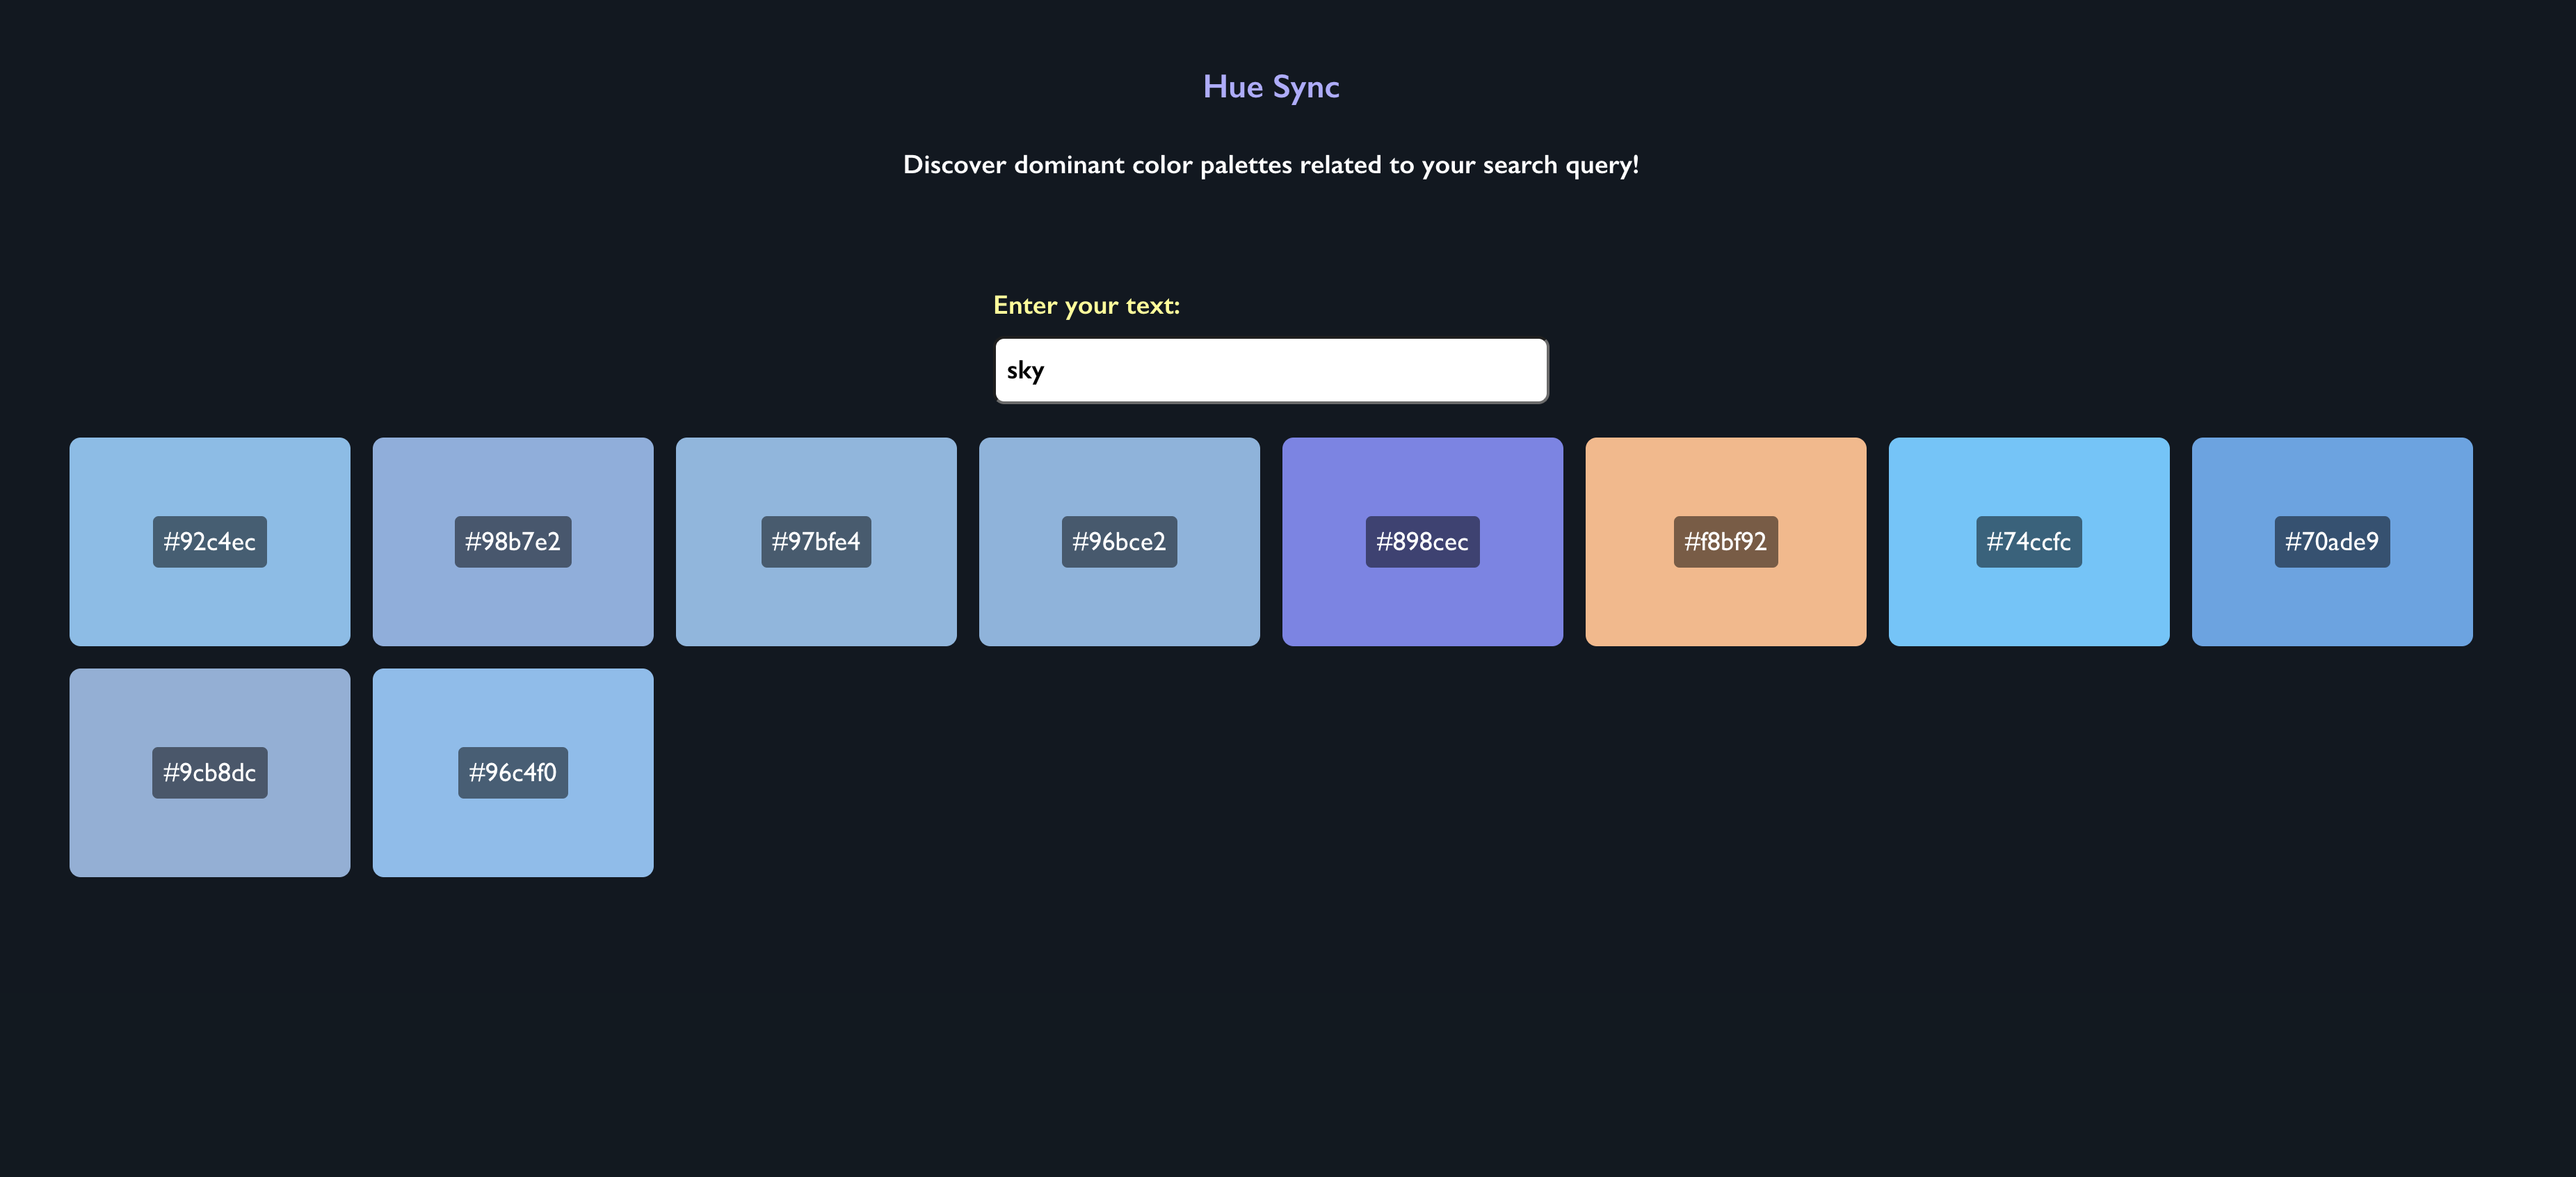 Hue Sync
Discover dominant color palettes related to your search query!
Enter your text:
sky
#92c4ec #98b7e2 #97bfe4 #96bce2 #898cec #f8bf92 #74ccfc #70ade9
#9cb8dc #96c4f0